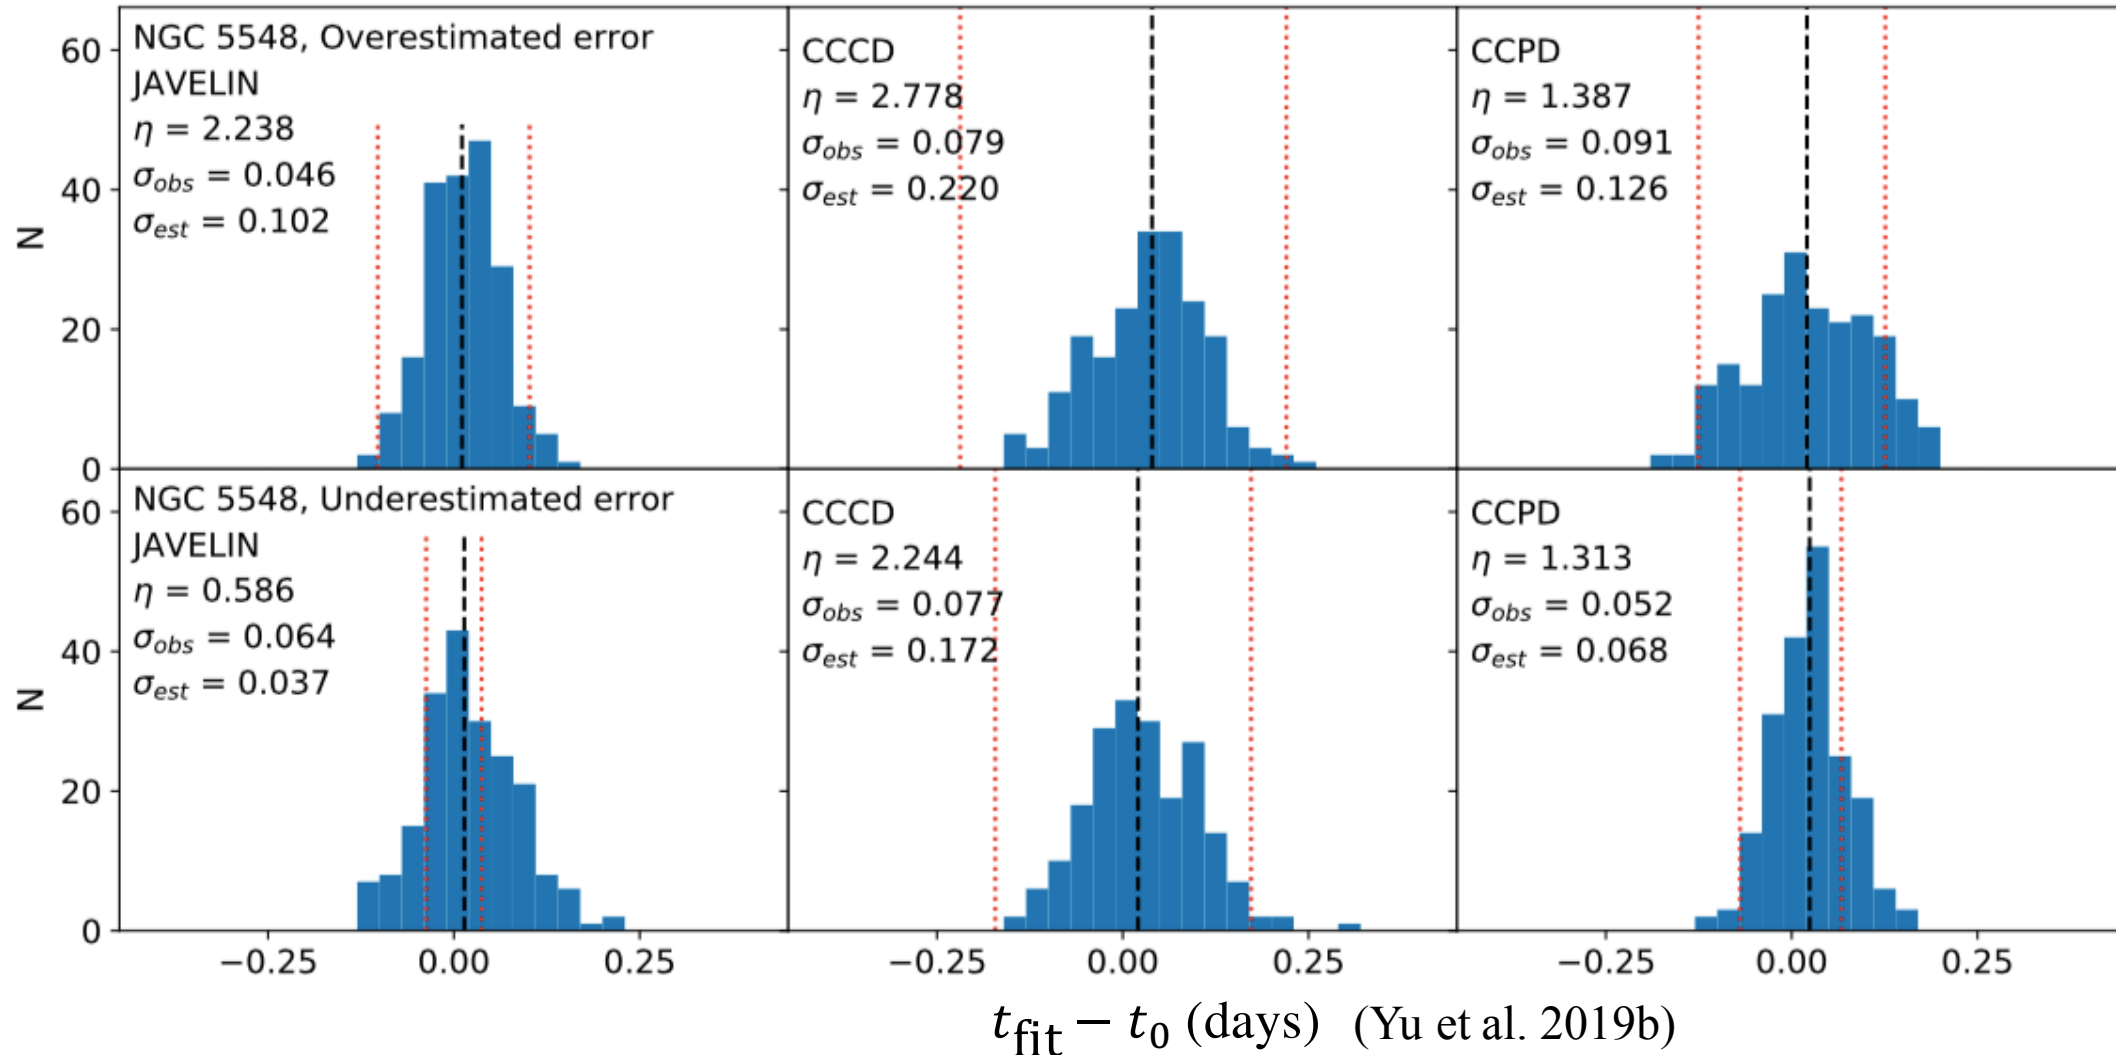 NGC 5548, Overestimated error
JAVELIN
η = 2.238
σobs = 0.046
σest = 0.102
CCCD
η = 2.778
σobs = 0.079
σest = 0.220
CCPD
η = 1.387
σobs = 0.091
σest = 0.126
60
40
20
0
N
NGC 5548, Underestimated error
JAVELIN
η = 0.586
σobs = 0.064
σest = 0.037
CCCD
η = 2.244
σobs = 0.077
σest = 0.172
CCPD
η = 1.313
σobs = 0.052
σest = 0.068
60
40
20
0
N
−0.25 0.00 0.25
−0.25 0.00 0.25
−0.25 0.00 0.25
tfit − t0 (days) (Yu et al. 2019b)